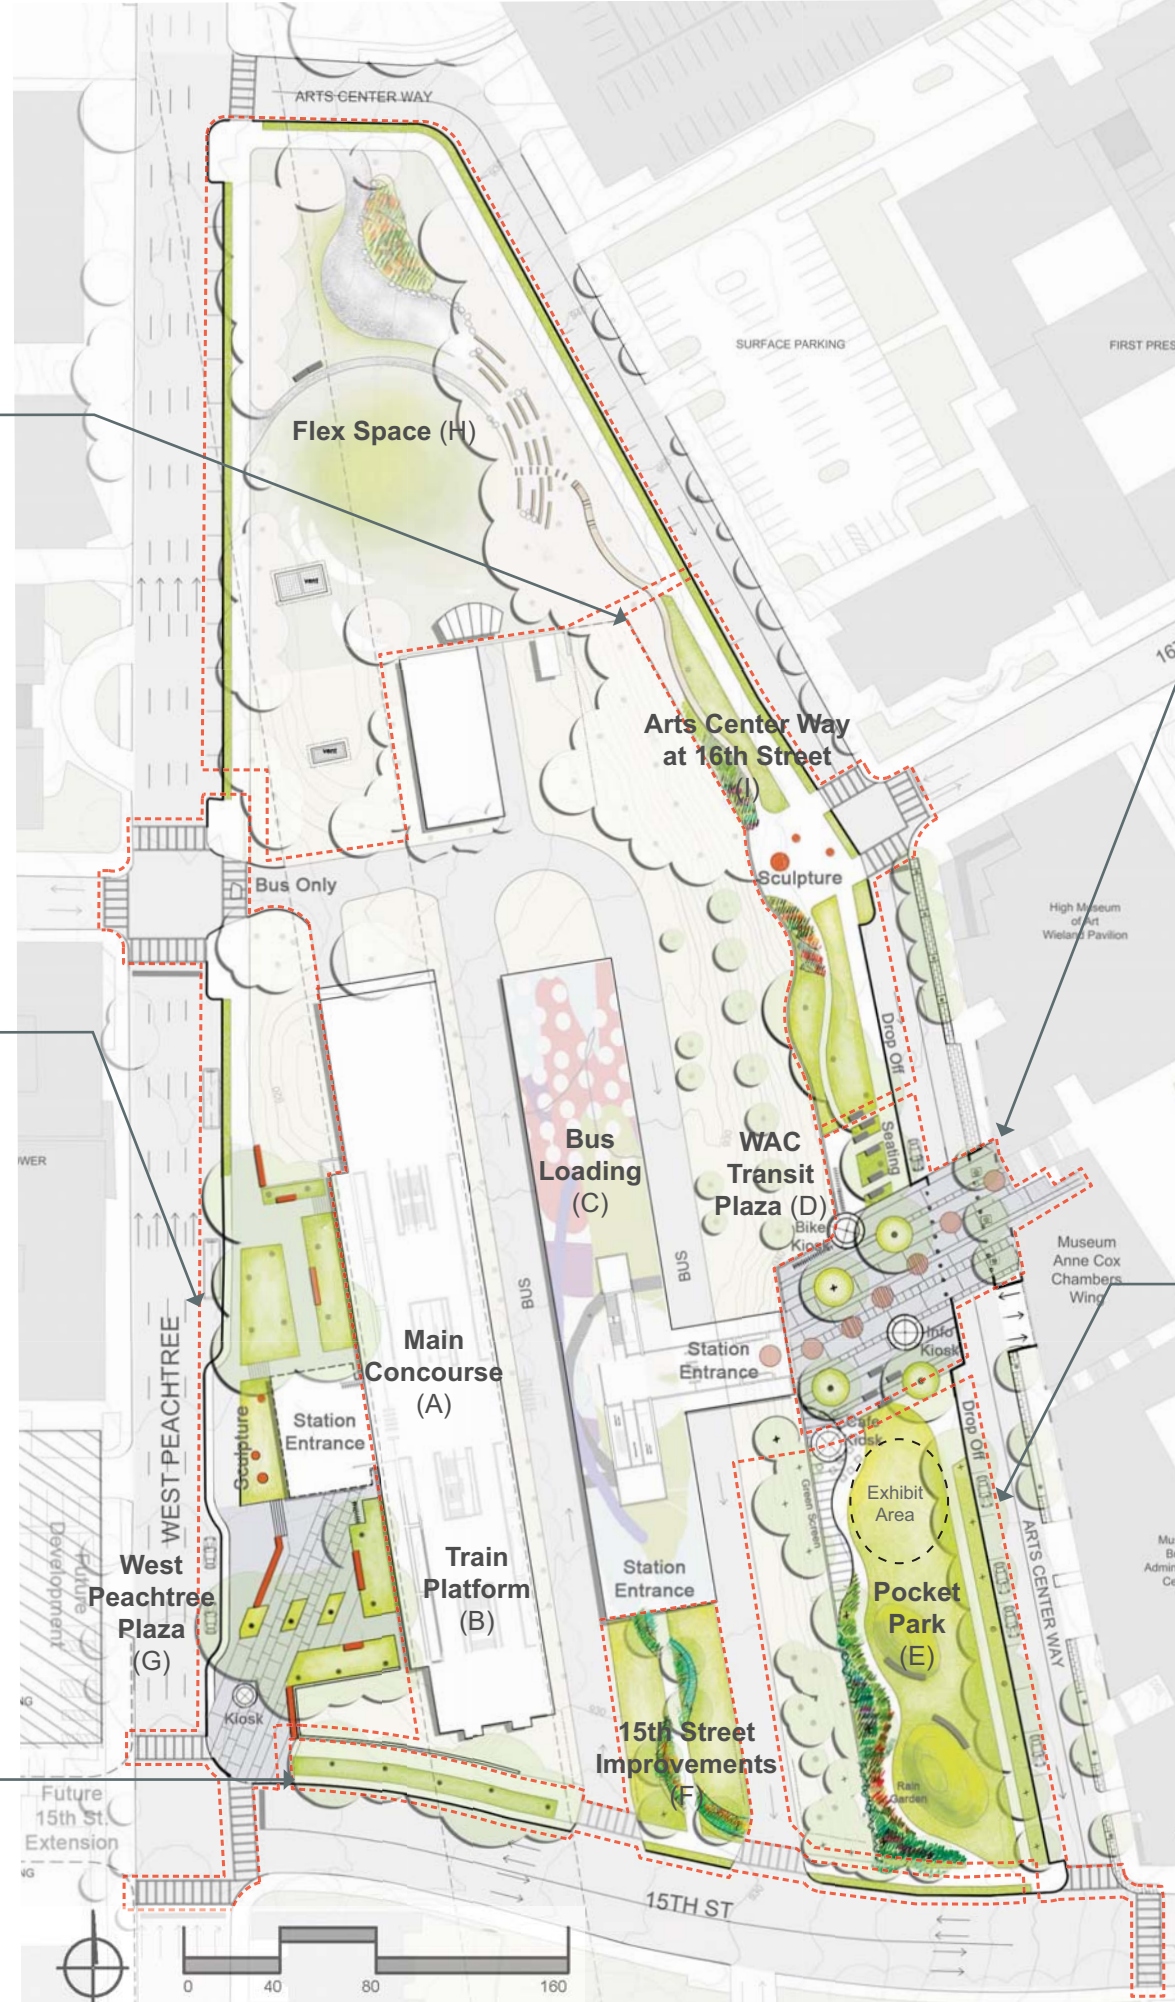 ARTS CENTER WAY
SURFACE PARKING
FIRST PRES
Flex Space (H)
16
Arts Center Way
at 16th Street
(I)
Sculpture
Bus Only
High Museum
of Art
Wieland Pavilion
Drop Off
Seating
WER
Bus
Loading
(C)
WAC
Transit
Plaza (D)
Bike
Kiosk
BUS
BUS
Museum
Anne Cox
Chambers
Wing
Info
Kiosk
Station
Entrance
Main
Concourse
(A)
WEST PEACHTREE
Sculpture
Station
Entrance
Cafe
Kiosk
Drop Off
Exhibit
Area
Green Screen
ARTS CENTER WAY
Future
Development
West
Peachtree
Plaza
(G)
Train
Platform
(B)
Station
Entrance
Pocket
Park
(E)
Kiosk
15th Street
Improvements
(F)
Rain
Garden
Future
15th St.
Extension
15TH ST
0 40 80 160